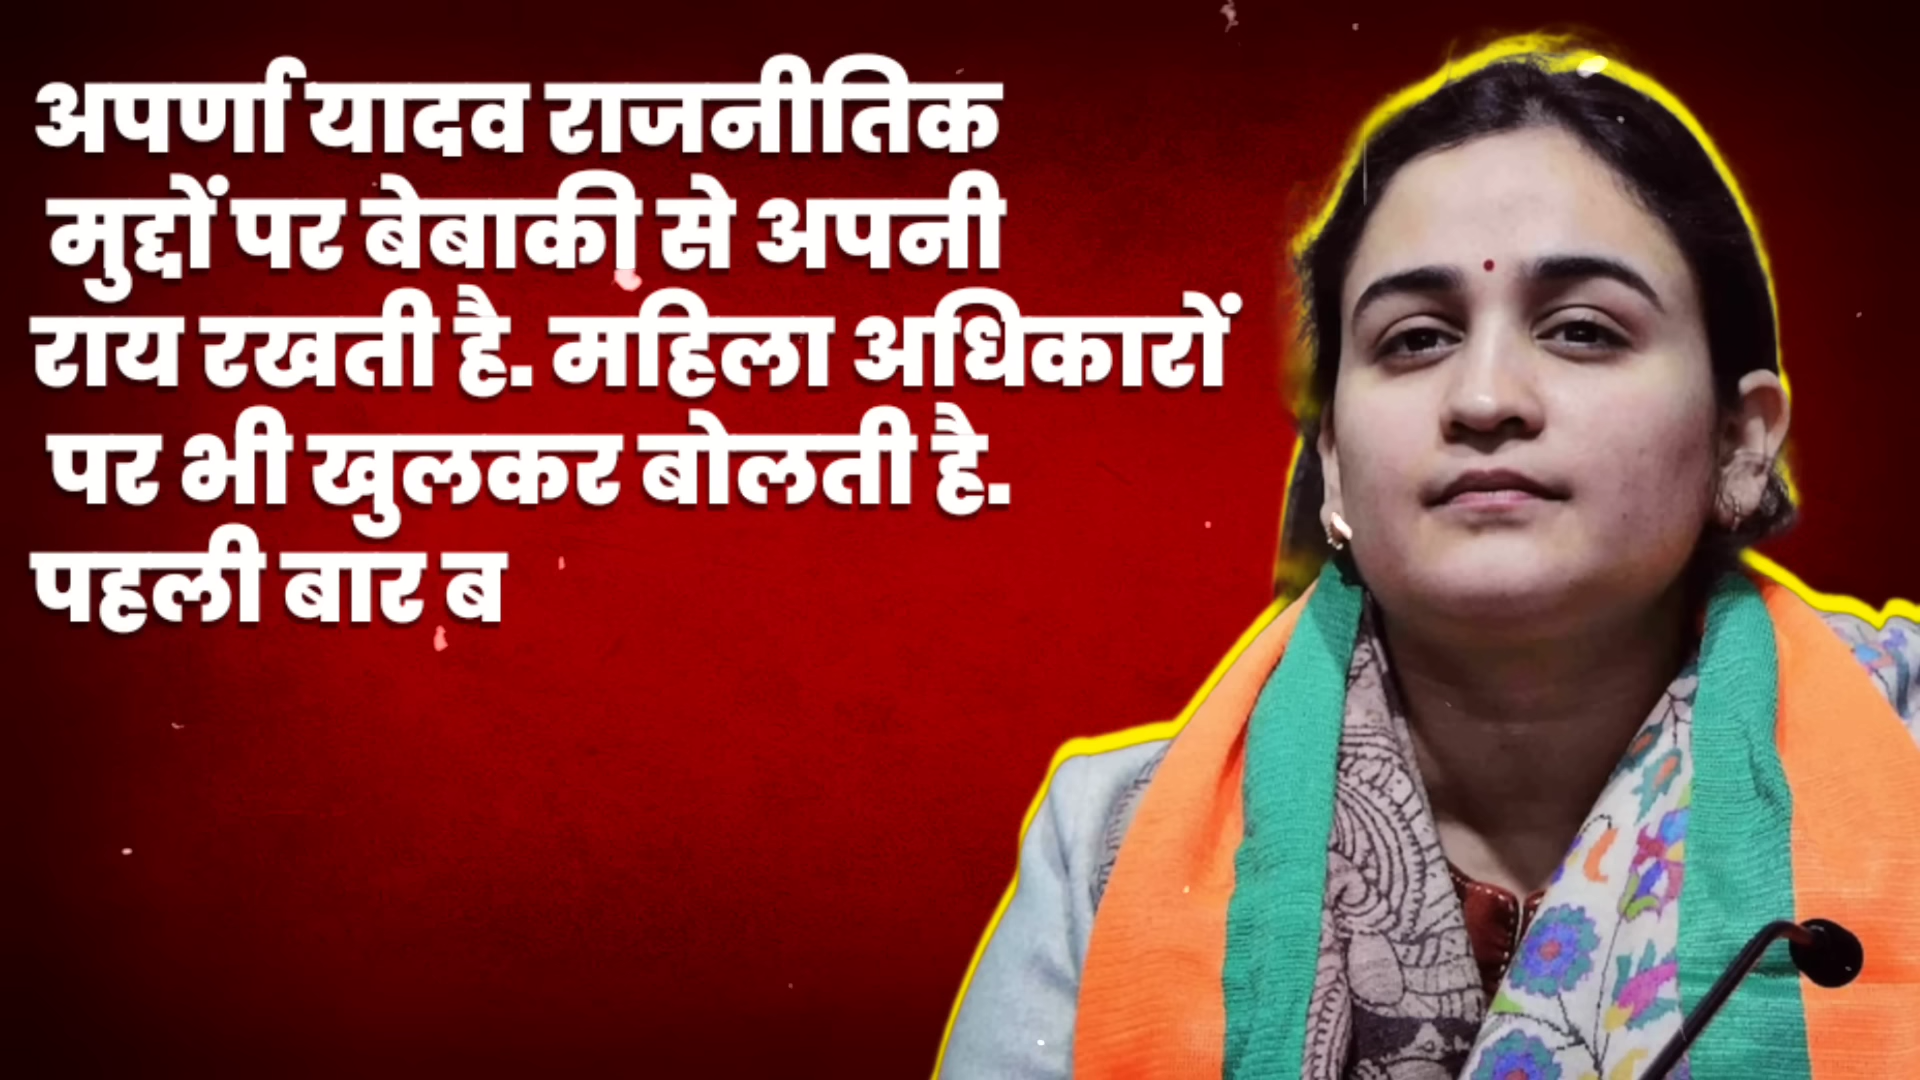 अपर्णा यादव राजनीतिक
मुद्दों पर बेबाकी से अपनी
राय रखती है. महिला अधिकारों
पर भी खुलकर बोलती है.
पहली बार ब